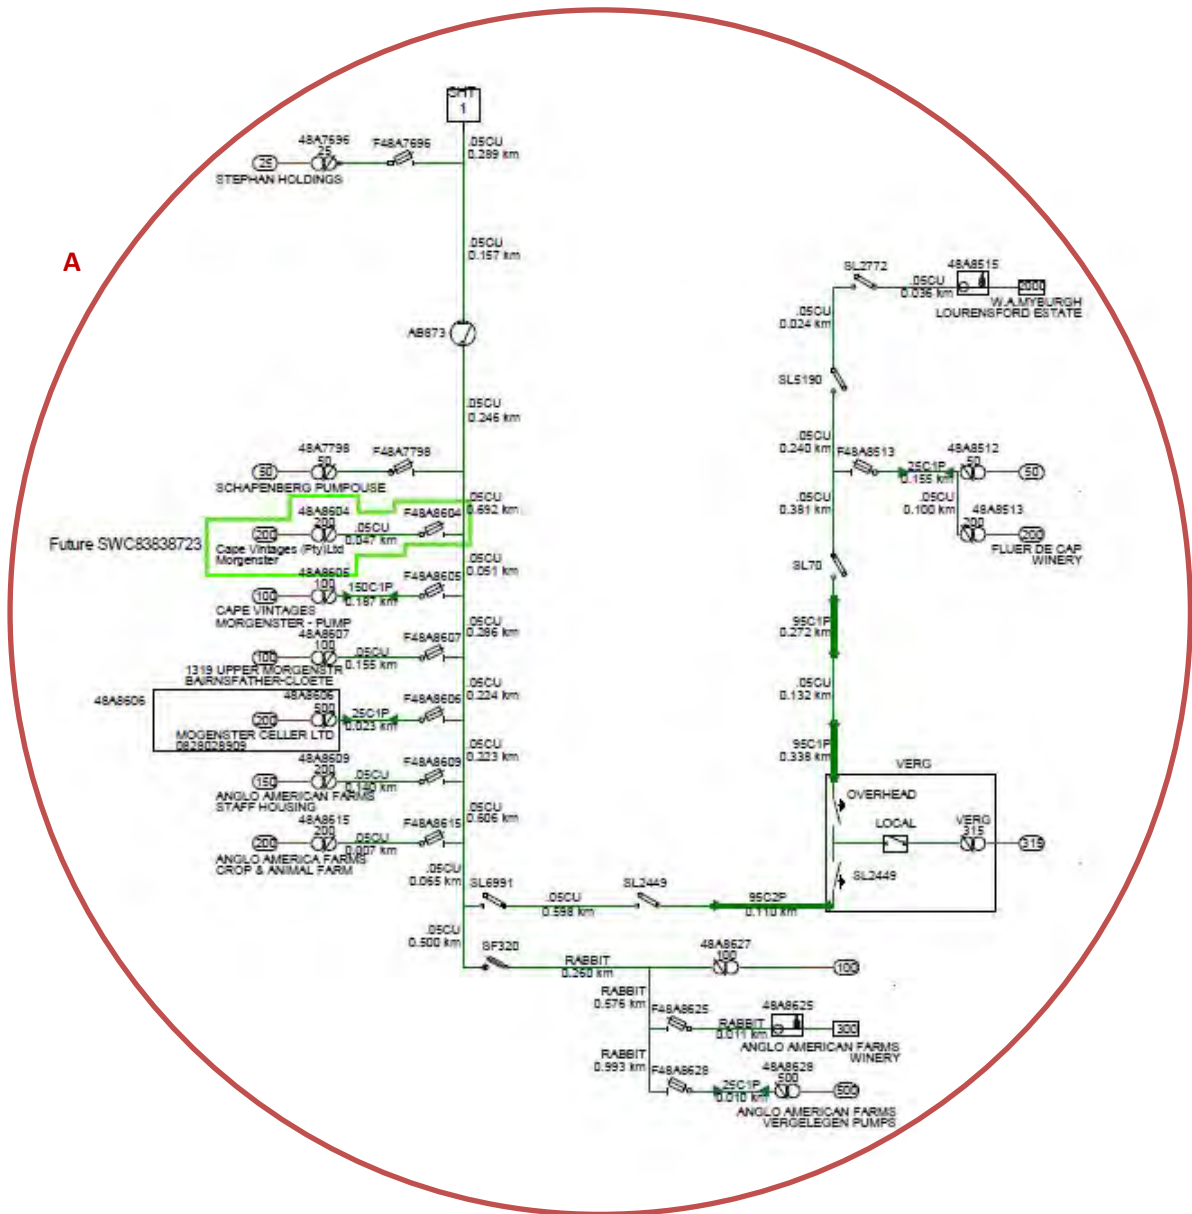 SHT
1
.05CU
0.289 km
48A7696
25
F48A7696
25
STEPHAN HOLDINGS
A
.05CU
0.157 km
AB873
.05CU
0.246 km
48A7798
50
F48A7798
50
SCHAPENBERG PUMPOUSE
.05CU
0.692 km
48A8604
200
F48A8604
200
.05CU
0.047 km
Cape Vintages (Pty)Ltd
Morgenster
Future SWC83838723
.05CU
0.051 km
48A8605
100
F48A8605
100
150C1P
0.187 km
CAPE VINTAGES
MORGENSTER - PUMP
.05CU
0.286 km
48A8607
100
F48A8607
100
.05CU
0.155 km
1319 UPPER MORGENSTR
BAIRNSFATHER-CLOETE
.05CU
0.224 km
48A8606
48A8606
500
F48A8606
200
25C1P
0.023 km
MOGENSTER CELLER LTD
0828028909
.05CU
0.223 km
48A8609
200
F48A8609
150
.05CU
0.140 km
ANGLO AMERICAN FARMS
STAFF HOUSING
.05CU
0.606 km
48A8615
200
F48A8615
200
.05CU
0.007 km
ANGLO AMERICA FARMS
CROP & ANIMAL FARM
.05CU
0.065 km
SL6991
.05CU
0.598 km
SL2449
95C2P
0.110 km
.05CU
0.500 km
SF320
RABBIT
0.260 km
48A8627
100
100
RABBIT
0.576 km
F48A8625
RABBIT
0.011 km
48A8625
300
ANGLO AMERICAN FARMS
WINERY
RABBIT
0.993 km
F48A8628
25C1P
0.010 km
48A8628
500
500
ANGLO AMERICAN FARMS
VERGELEGEN PUMPS
SL2772
.05CU
0.036 km
48A8515
2000
W.A.MYBURGH
LOURENSFORD ESTATE
.05CU
0.024 km
SL5190
.05CU
0.240 km
F48A8513
25C1P
0.155 km
48A8512
50
50
.05CU
0.100 km
48A8513
200
200
FLUER DE CAP
WINERY
.05CU
0.381 km
SL70
95C1P
0.272 km
.05CU
0.132 km
95C1P
0.338 km
VERG
OVERHEAD
LOCAL
VERG
315
315
SL2449